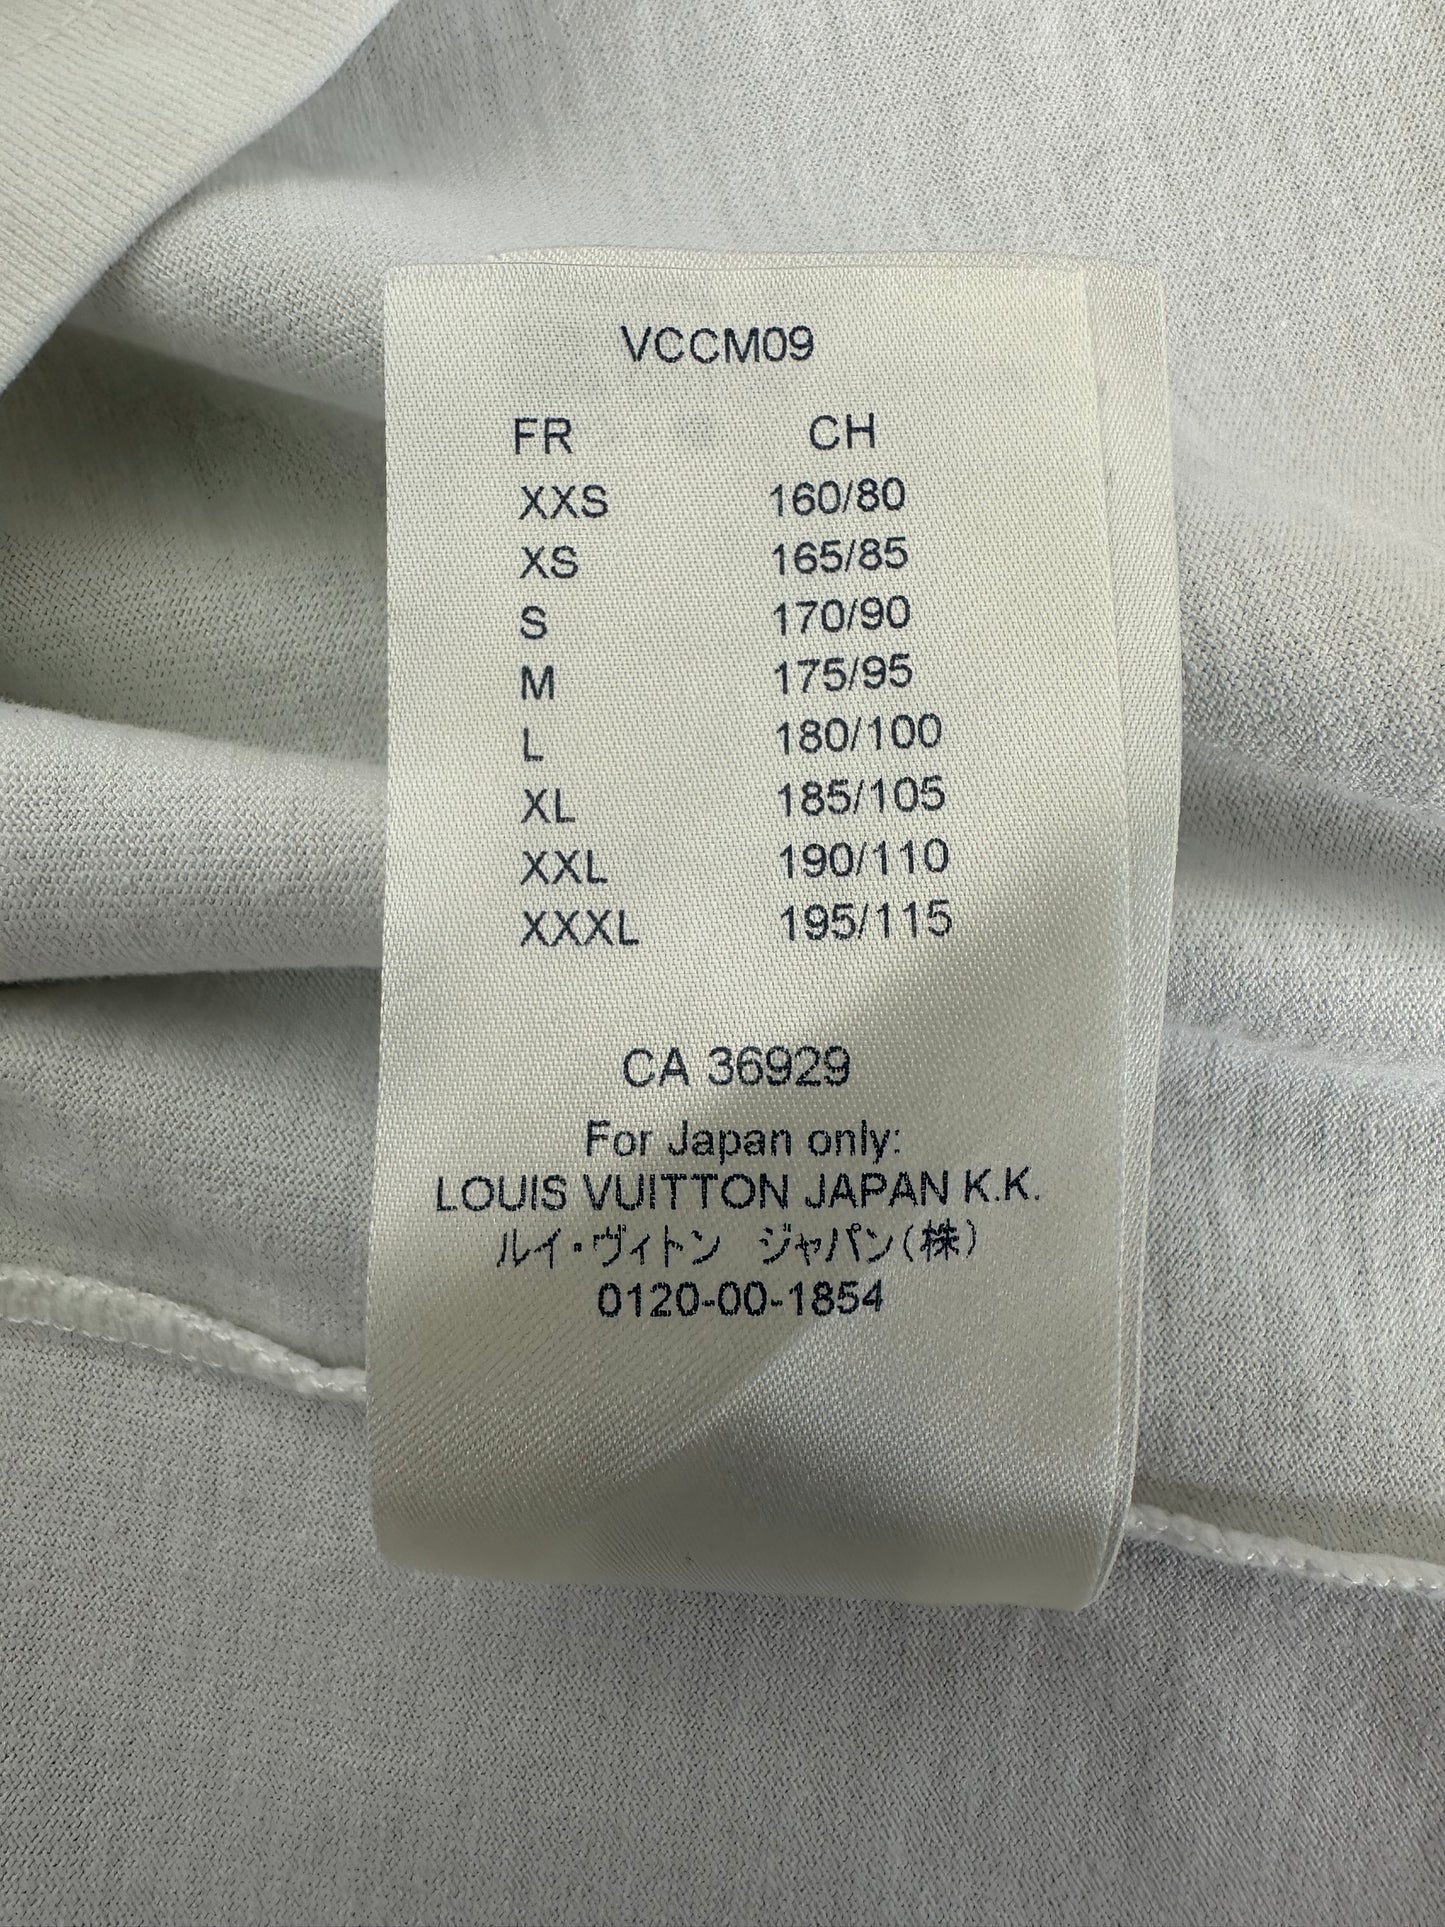 VCCM09
FR CH
XXS 160/80
XS 165/85
S 170/90
M 175/95
L 180/100
XL 185/105
XXL 190/110
XXXL 195/115
CA 36929
For Japan only:
LOUIS VUITTON JAPAN K.K.
ルイ・ヴィトン ジャパン(株)
0120-00-1854